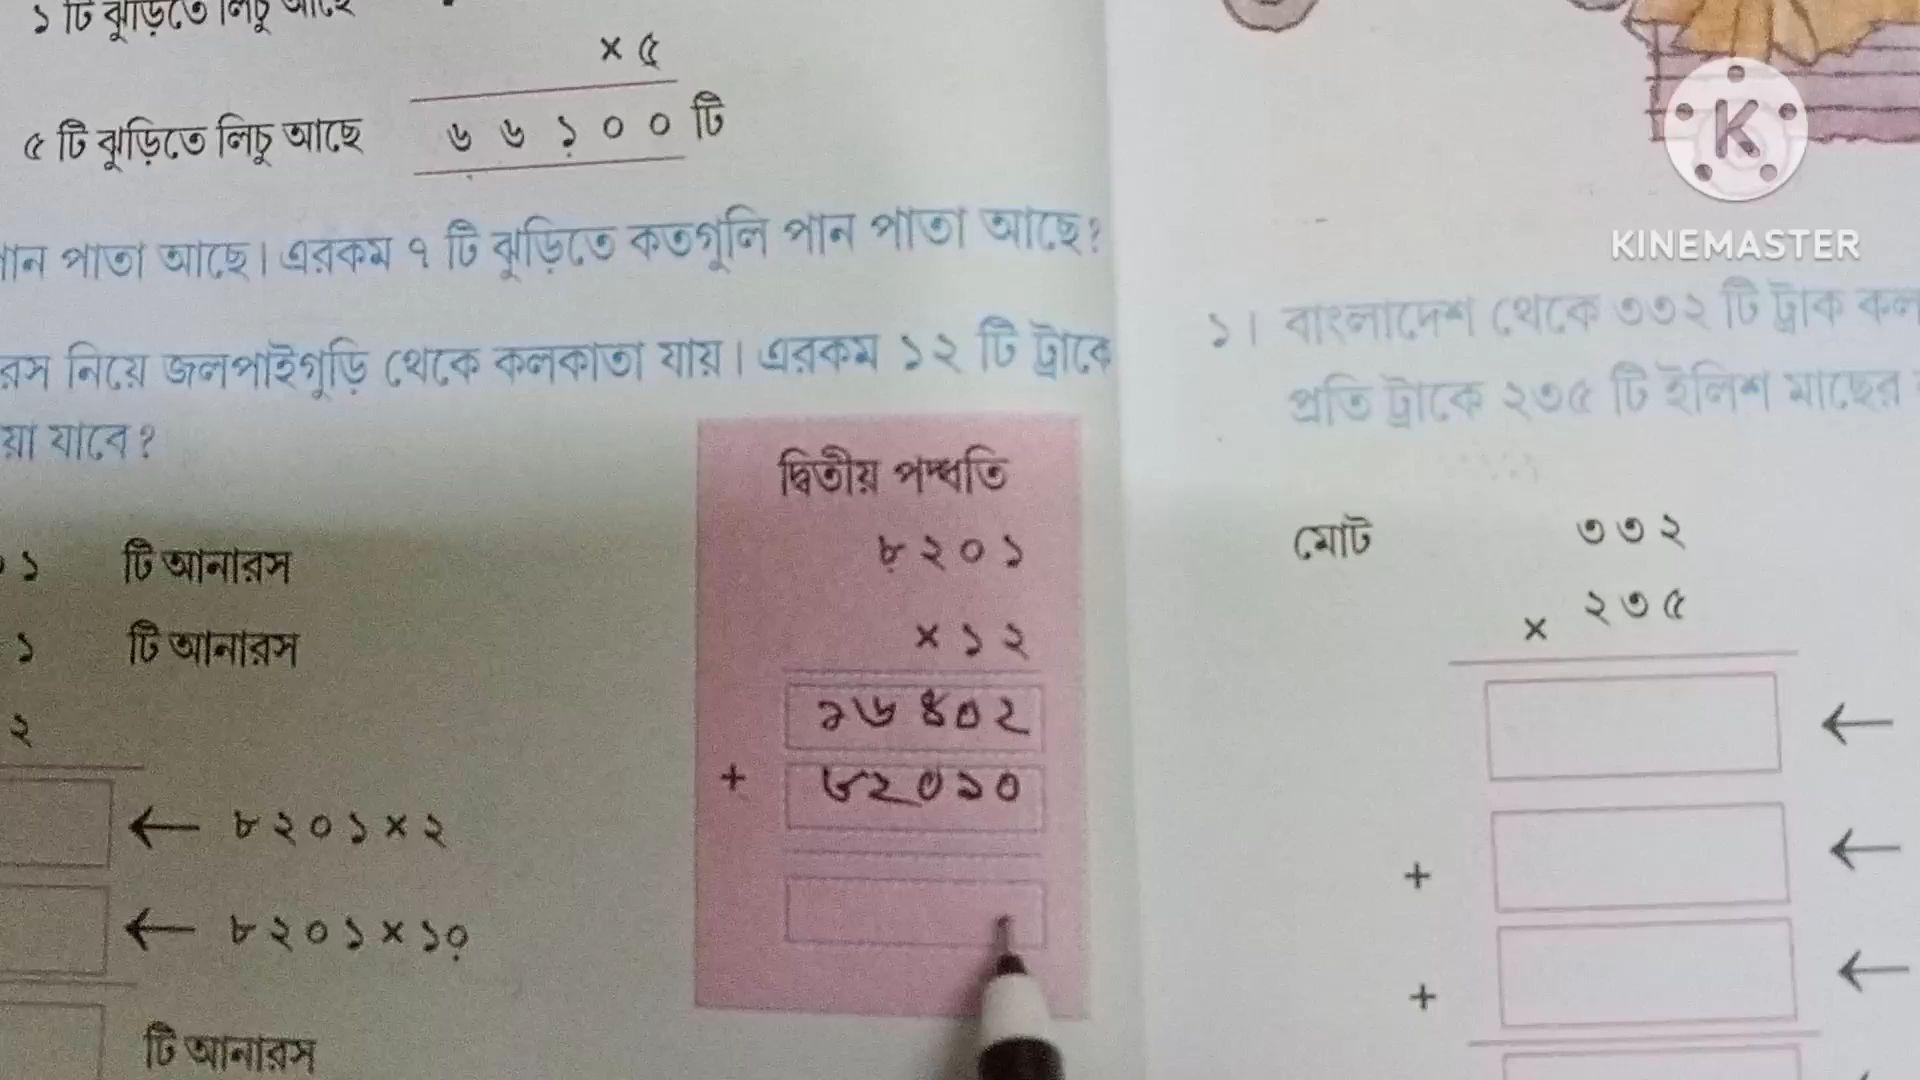 ১ টি ঝুড়িতে লিচু আছে
× ৫
৫ টি ঝুড়িতে লিচু আছে ৬ ৬ ১ ০ ০ টি
পান পাতা আছে। এরকম ৭ টি ঝুড়িতে কতগুলি পান পাতা আছে?
নিয়ে জলপাইগুড়ি থেকে কলকাতা যায়। এরকম ১২ টি ট্রাকে
যাবে?
১ টি আনারস
১ টি আনারস
২
← ৮ ২ ০ ১ × ২
← ৮ ২ ০ ১ × ১০
টি আনারস
দ্বিতীয় পদ্ধতি
৮ ২ ০ ১
× ১ ২
১৬৪০২
+ ৮২০১০
KINEMASTER
১। বাংলাদেশ থেকে ৩৩২ টি ট্রাক
প্রতি ট্রাকে ২৩৫ টি ইলিশ মাছের
মোট ৩ ৩ ২
× ২ ৩ ৫
←
+ ←
+ ←